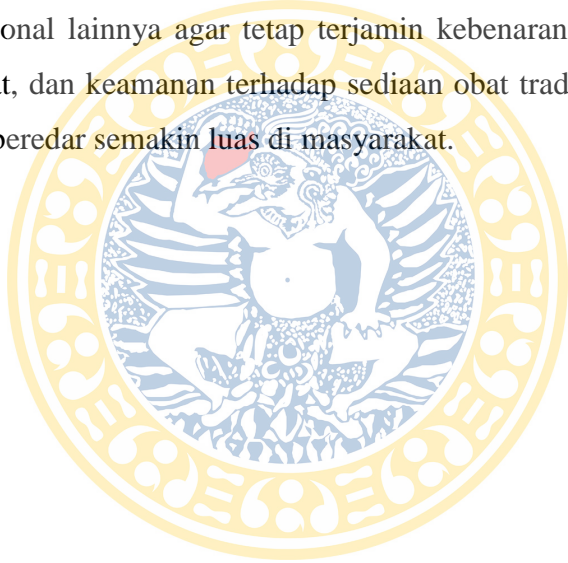 onal lainnya agar tetap terjamin kebenaran
t, dan keamanan terhadap sediaan obat trad
beredar semakin luas di masyarakat.